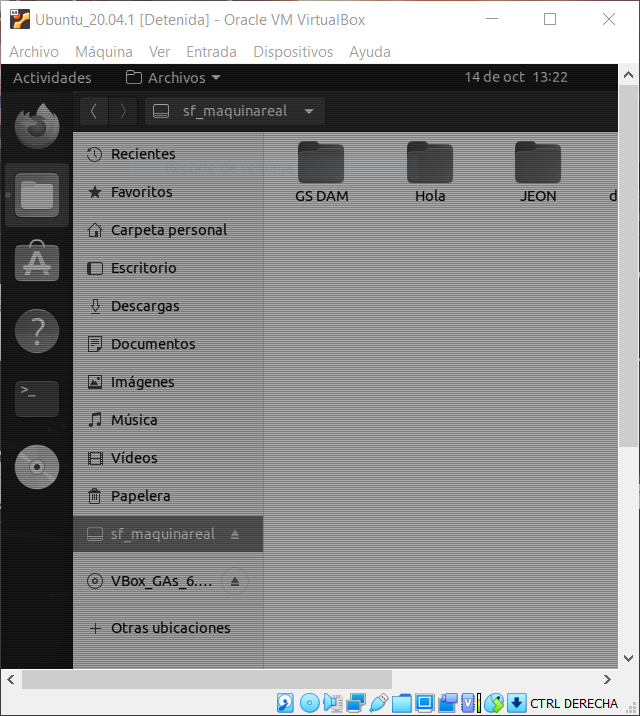 Ubuntu_20.04.1 [Detenida] - Oracle VM VirtualBox
Archivo Máquina Ver Entrada Dispositivos Ayuda
Actividades Archivos 14 de oct 13:22
sf_maquinareal
Recientes
Favoritos
Carpeta personal
Escritorio
Descargas
Documentos
Imágenes
Música
Vídeos
Papelera
sf_maquinareal
VBox_GAs_6....
Otras ubicaciones
GS DAM Hola JEON d
CTRL DERECHA